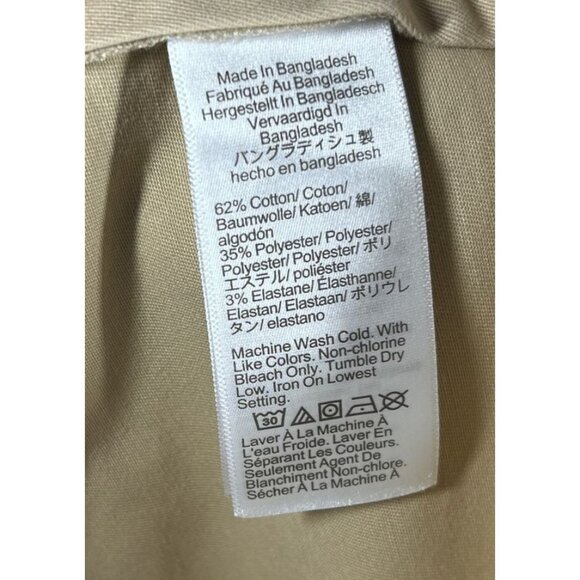 Made In Bangladesh
Fabriqué Au Bangladesh
Hergestellt In Bangladesch
Vervaardigd In
Bangladesh
バングラディシュ製
hecho en bangladesh
62% Cotton/ Coton/
Baumwolle/ Katoen/ 綿/
algodón
35% Polyester/ Polyester/
Polyester/ Polyester/ ポリ
エステル/ poliéster
3% Elastane/ Élasthanne/
Elastan/ Elastaan/ ポリウレ
タン/ elastano
Machine Wash Cold. With
Like Colors. Non-chlorine
Bleach Only. Tumble Dry
Low. Iron On Lowest
Setting.
30
Laver À La Machine À
L'eau Froide. Laver En
Séparant Les Couleurs.
Seulement Agent De
Blanchiment Non-chlore.
Sécher À La Machine À